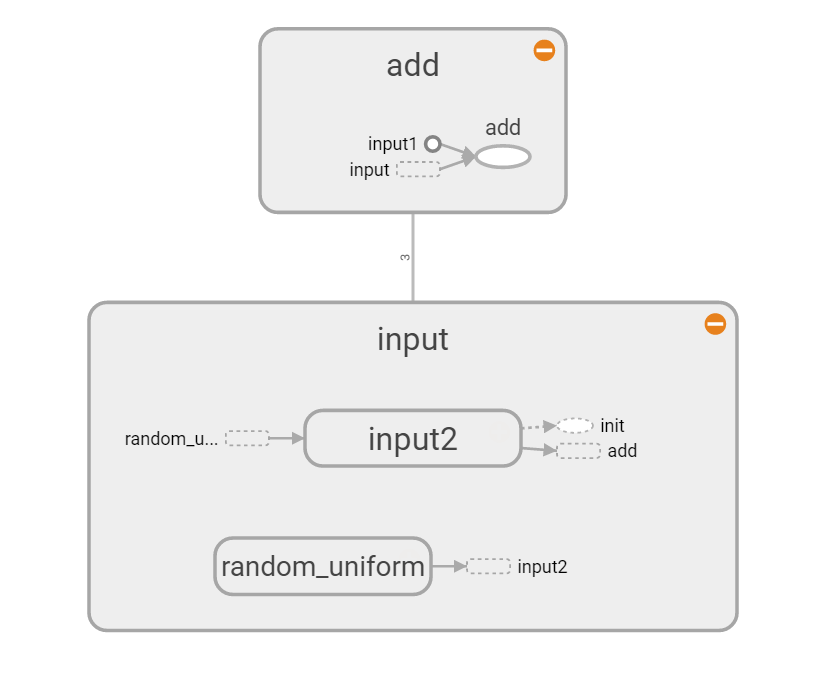 add
add
input1
input
3
input
random_u...
input2
init
add
random_uniform
input2